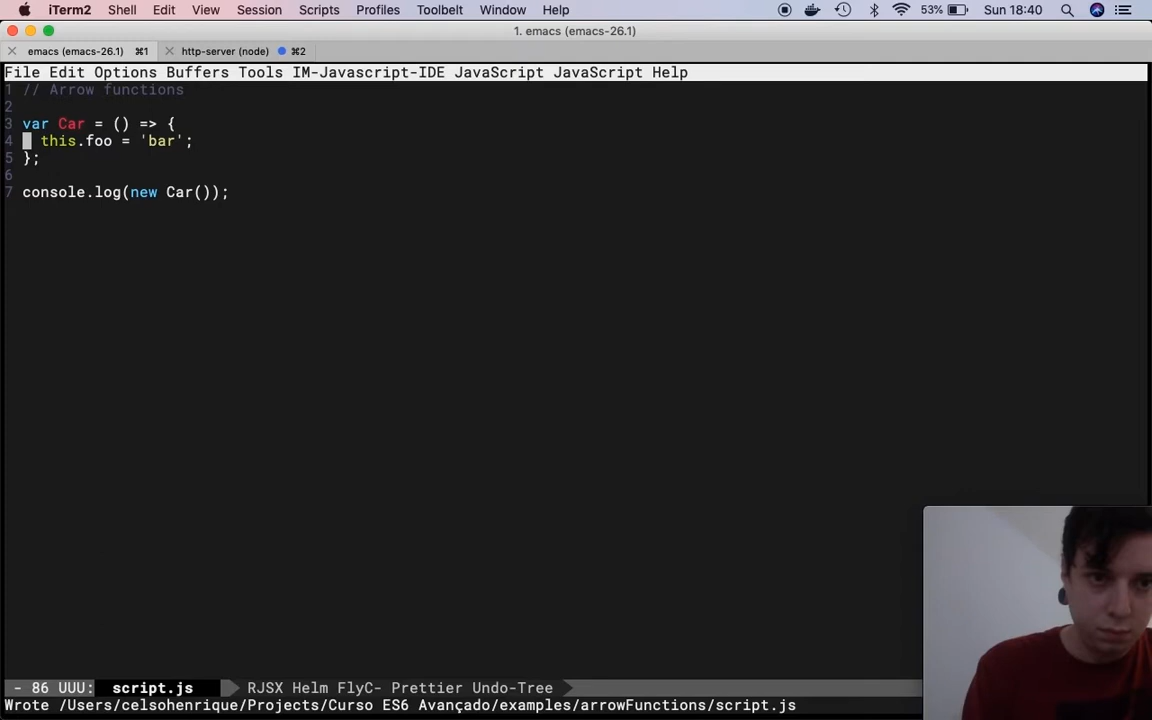 iTerm2 Shell Edit View Session Scripts Profiles Toolbelt Window Help 53% Sun 18:40
1. emacs (emacs-26.1)
emacs (emacs-26.1) ⌘1 http-server (node) ⌘2
File Edit Options Buffers Tools IM-Javascript-IDE JavaScript JavaScript Help
1 // Arrow functions
2
3 var Car = () => {
4 this.foo = 'bar';
5 };
6
7 console.log(new Car());
- 86 UUU: script.js RJSX Helm FlyC- Prettier Undo-Tree
Wrote /Users/celsohenrique/Projects/Curso ES6 Avançado/examples/arrowFunctions/script.js